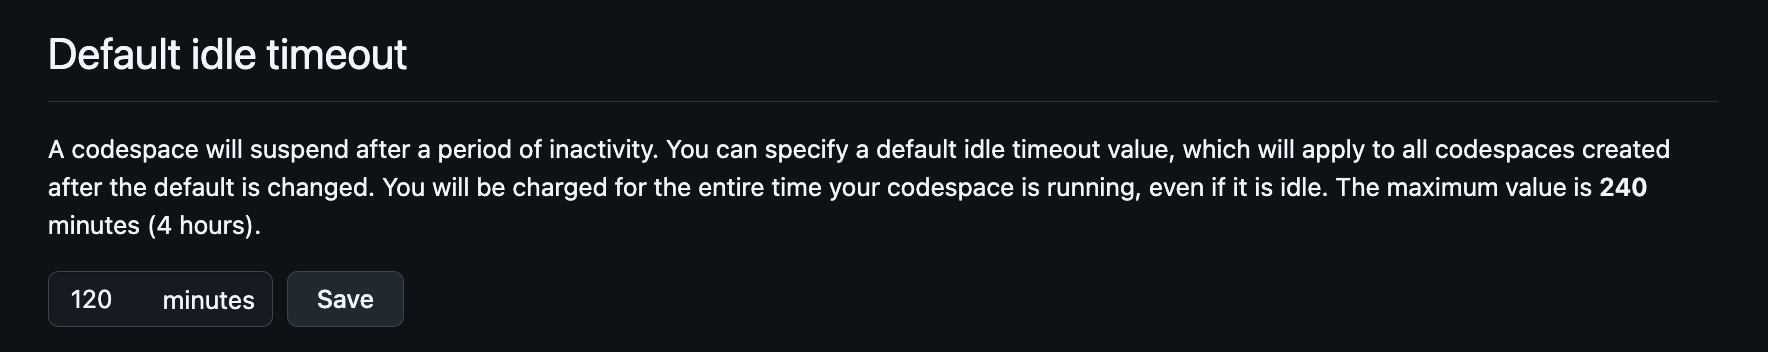 Default idle timeout
A codespace will suspend after a period of inactivity. You can specify a default idle timeout value, which will apply to all codespaces created
after the default is changed. You will be charged for the entire time your codespace is running, even if it is idle. The maximum value is 240
minutes (4 hours).
120 minutes Save